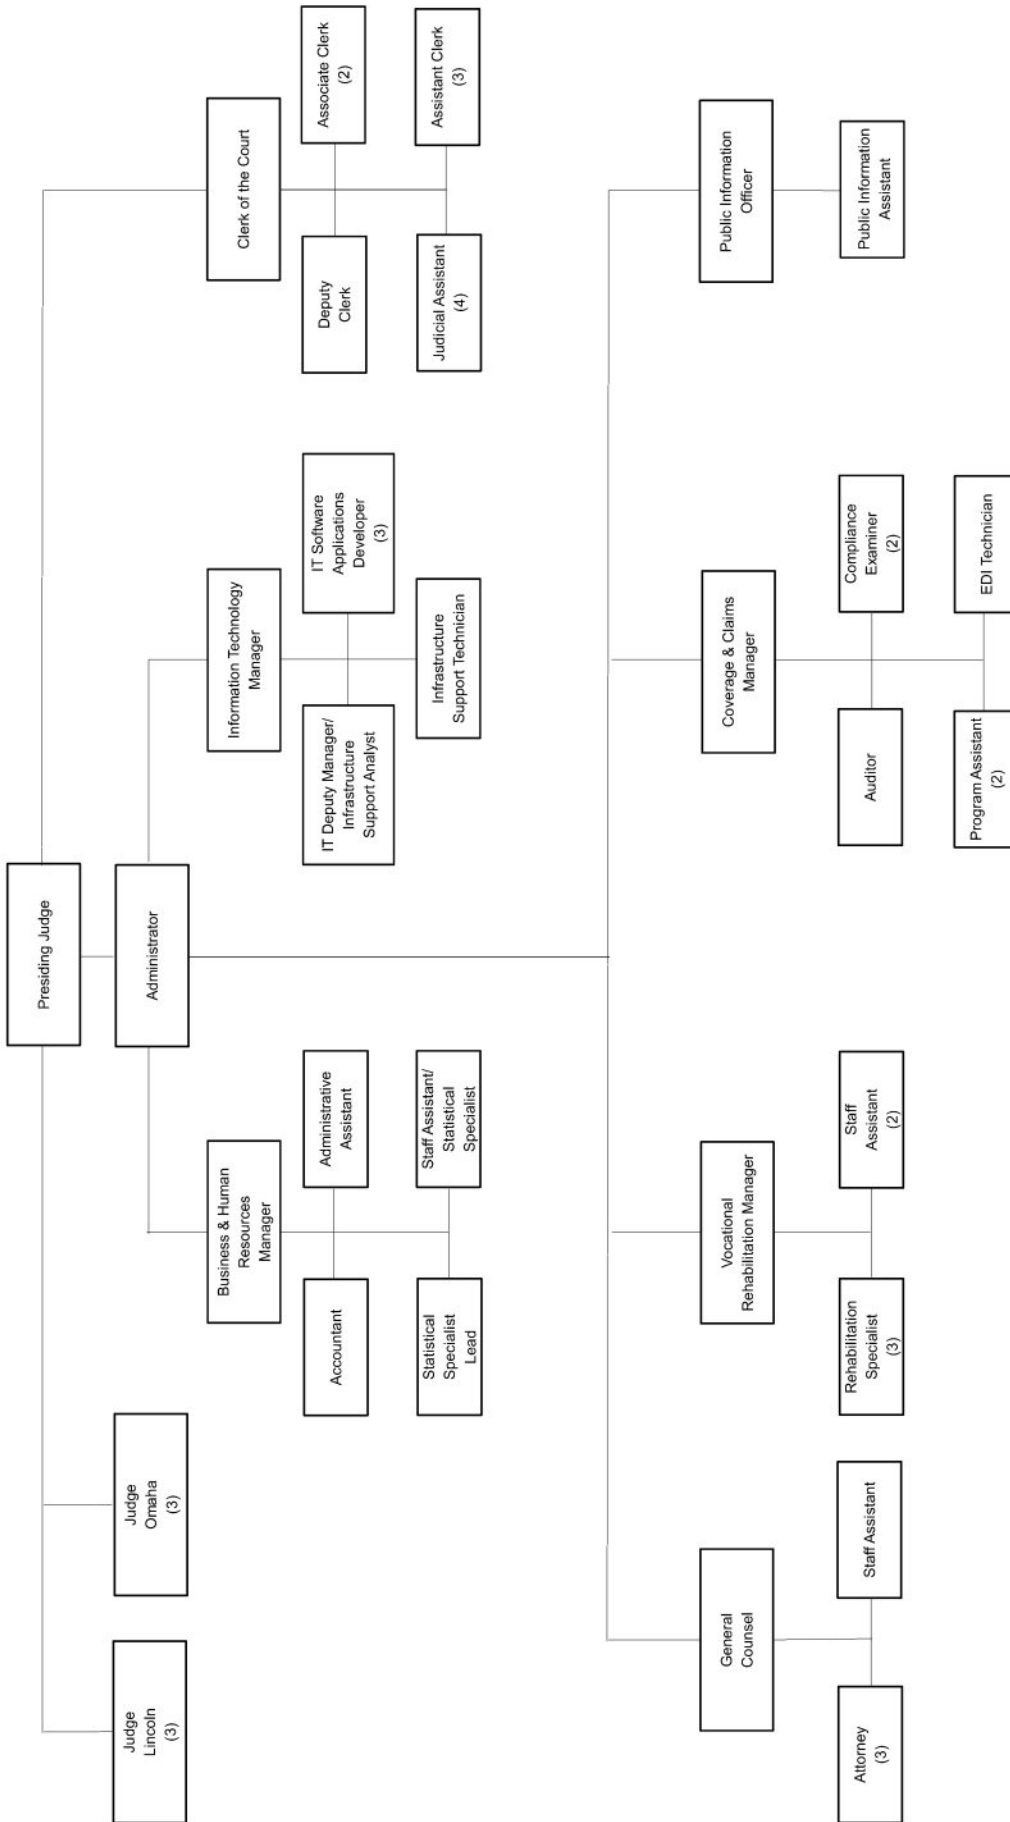 Presiding Judge
Judge
Lincoln
(3)
Judge
Omaha
(3)
Administrator
Business & Human
Resources
Manager
Information Technology
Manager
Clerk of the Court
Accountant
Administrative
Assistant
IT Deputy Manager/
Infrastructure
Support Analyst
IT Software
Applications
Developer
(3)
Deputy
Clerk
Associate Clerk
(2)
Statistical
Specialist
Lead
Staff Assistant/
Statistical
Specialist
Infrastructure
Support Technician
Judicial Assistant
(4)
Assistant Clerk
(3)
General
Counsel
Vocational
Rehabilitation Manager
Coverage & Claims
Manager
Public Information
Officer
Attorney
(3)
Staff Assistant
Rehabilitation
Specialist
(3)
Staff
Assistant
(2)
Auditor
Compliance
Examiner
(2)
Public Information
Assistant
Program Assistant
(2)
EDI Technician